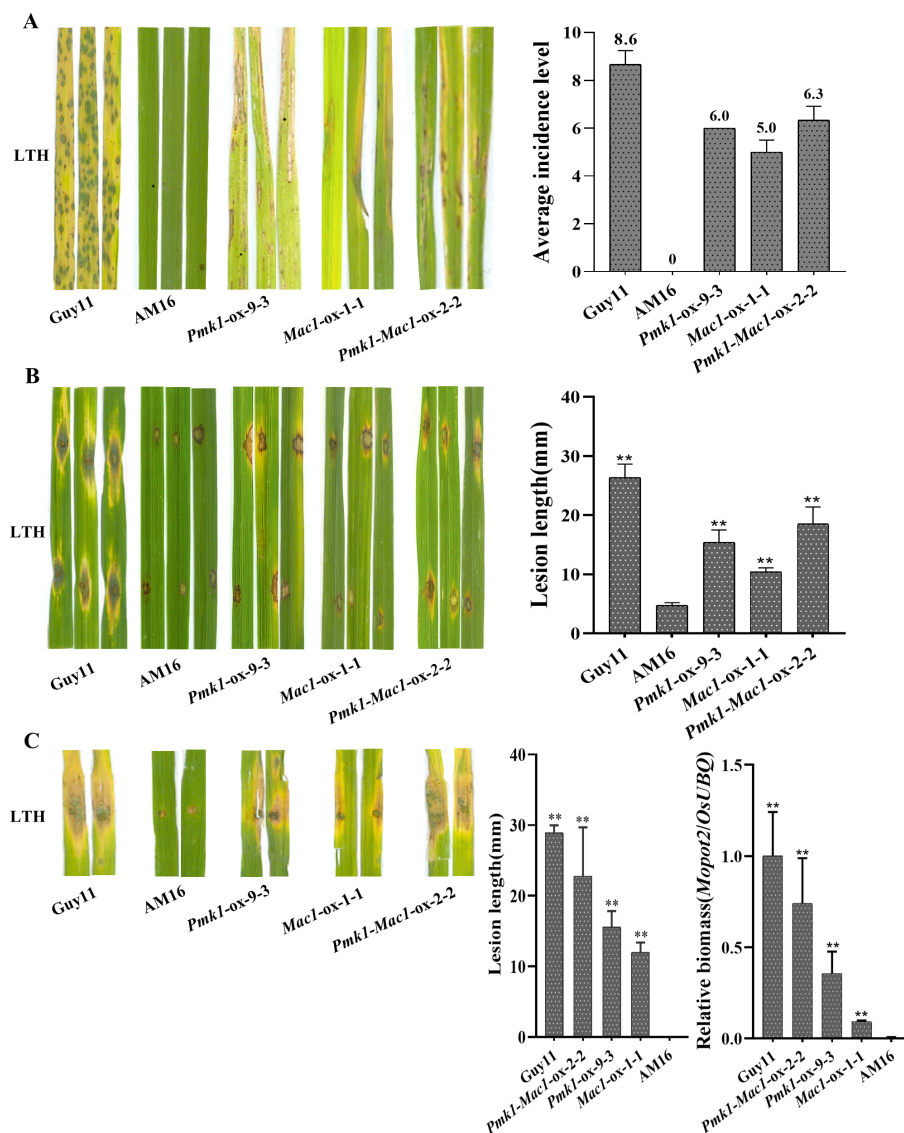 A
LTH
Guy11
AM16
Pmk1-ox-9-3
Mac1-ox-1-1
Pmk1-Mac1-ox-2-2
Average incidence level
10
8
6
4
2
0
8.6
0
6.0
5.0
6.3
Guy11
AM16
Pmk1-ox-9-3
Mac1-ox-1-1
Pmk1-Mac1-ox-2-2
B
LTH
Guy11
AM16
Pmk1-ox-9-3
Mac1-ox-1-1
Pmk1-Mac1-ox-2-2
Lesion length(mm)
40
30
20
10
0
**
**
**
**
Guy11
AM16
Pmk1-ox-9-3
Mac1-ox-1-1
Pmk1-Mac1-ox-2-2
C
LTH
Guy11
AM16
Pmk1-ox-9-3
Mac1-ox-1-1
Pmk1-Mac1-ox-2-2
Lesion length(mm)
40
30
20
10
0
**
**
**
**
Guy11
Pmk1-Mac1-ox-2-2
Pmk1-ox-9-3
Mac1-ox-1-1
AM16
Relative biomass(Mopot2/OsUBQ)
1.5
1.0
0.5
0.0
**
**
**
**
Guy11
Pmk1-Mac1-ox-2-2
Pmk1-ox-9-3
Mac1-ox-1-1
AM16